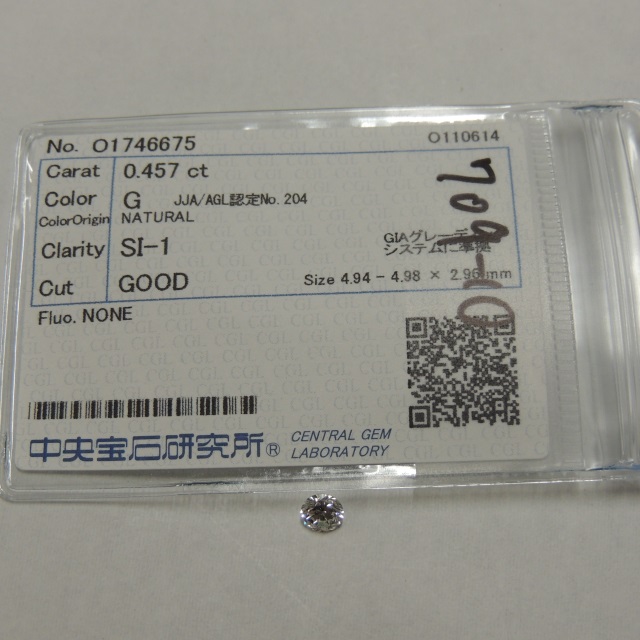 No. O1746675 O110614
Carat 0.457 ct
Color G JJA/AGL認定No.204
ColorOrigin NATURAL
Clarity SI-1 GIAグレーディング
システムに準拠
Cut GOOD Size 4.94 - 4.98 × 2.96 mm
Fluo. NONE
中央宝石研究所® CENTRAL GEM
LABORATORY